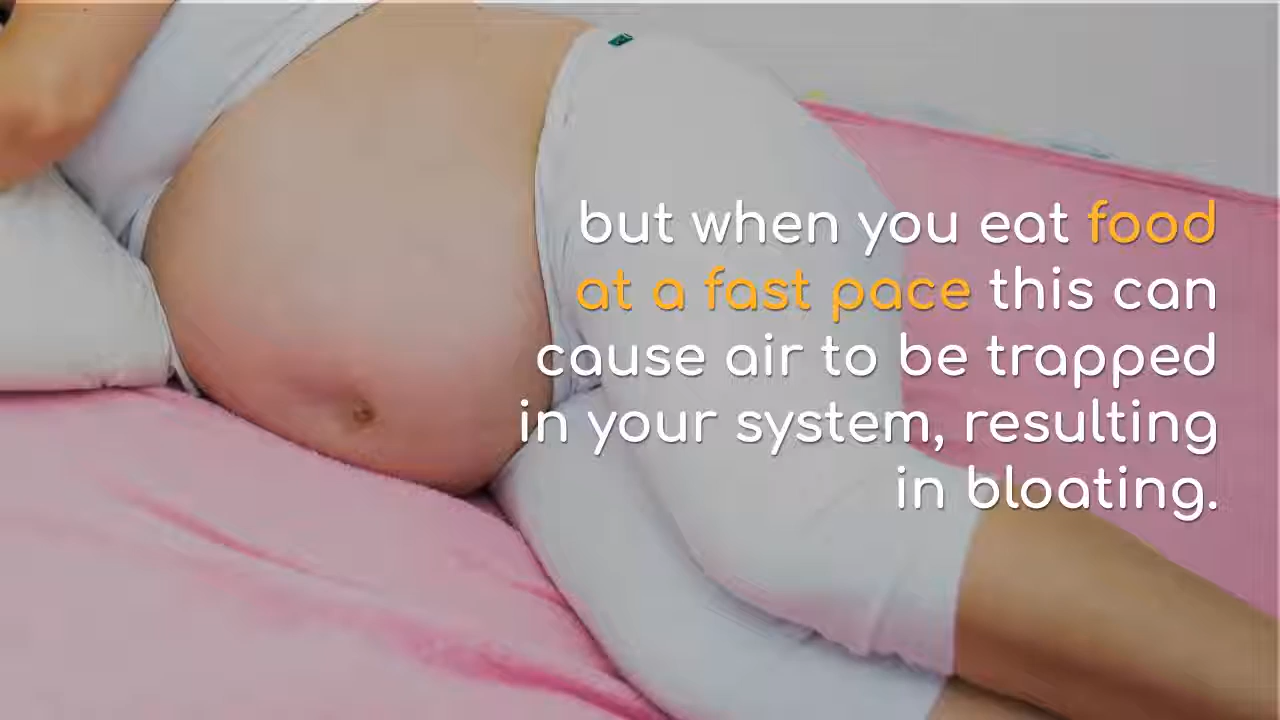 but when you eat food
at a fast pace this can
cause air to be trapped
in your system, resulting
in bloating.